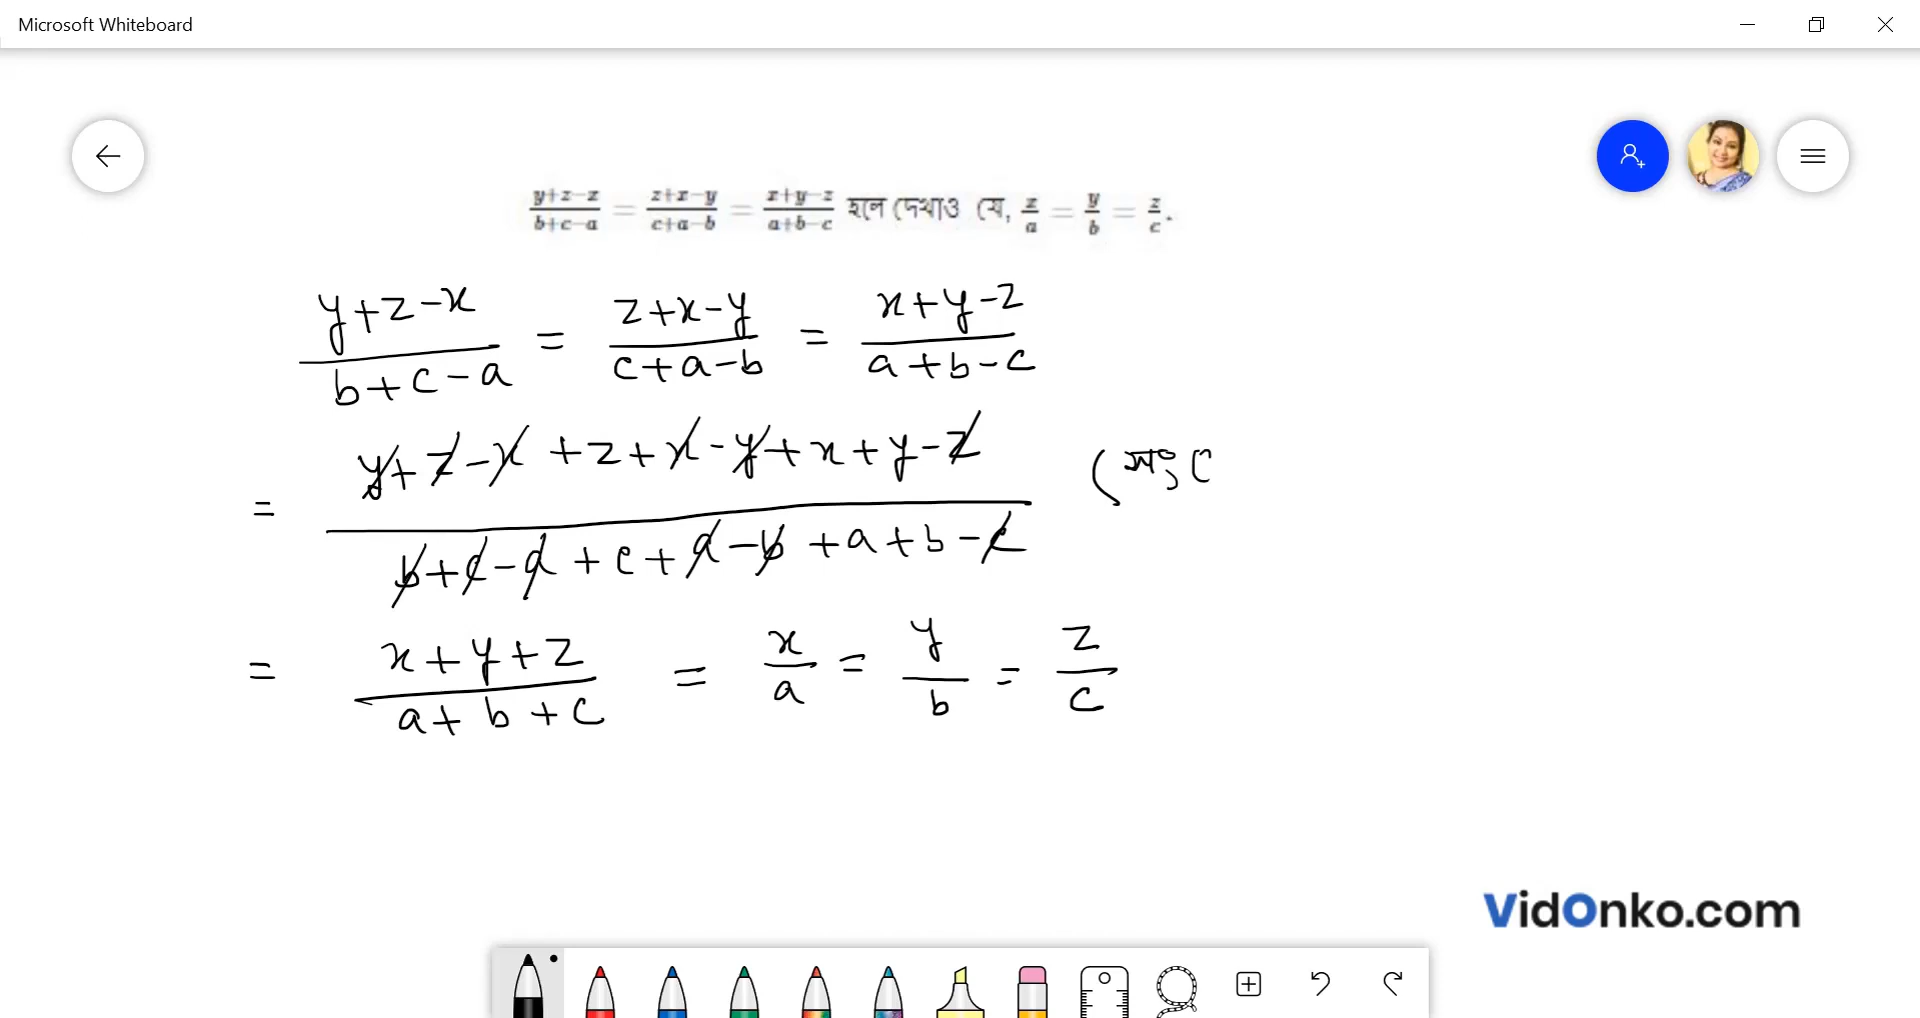 Microsoft Whiteboard
y+z−x/b+c−a = z+x−y/c+a−b = x+y−z/a+b−c হলে দেখাও যে, x/a = y/b = z/c.
y+z−x/b+c−a = z+x−y/c+a−b = x+y−z/a+b−c
= y+z−x+z+x−y+x+y−z/b+c−a+c+a−b+a+b−c
= x+y+z/a+b+c = x/a = y/b = z/c
VidOnko.com